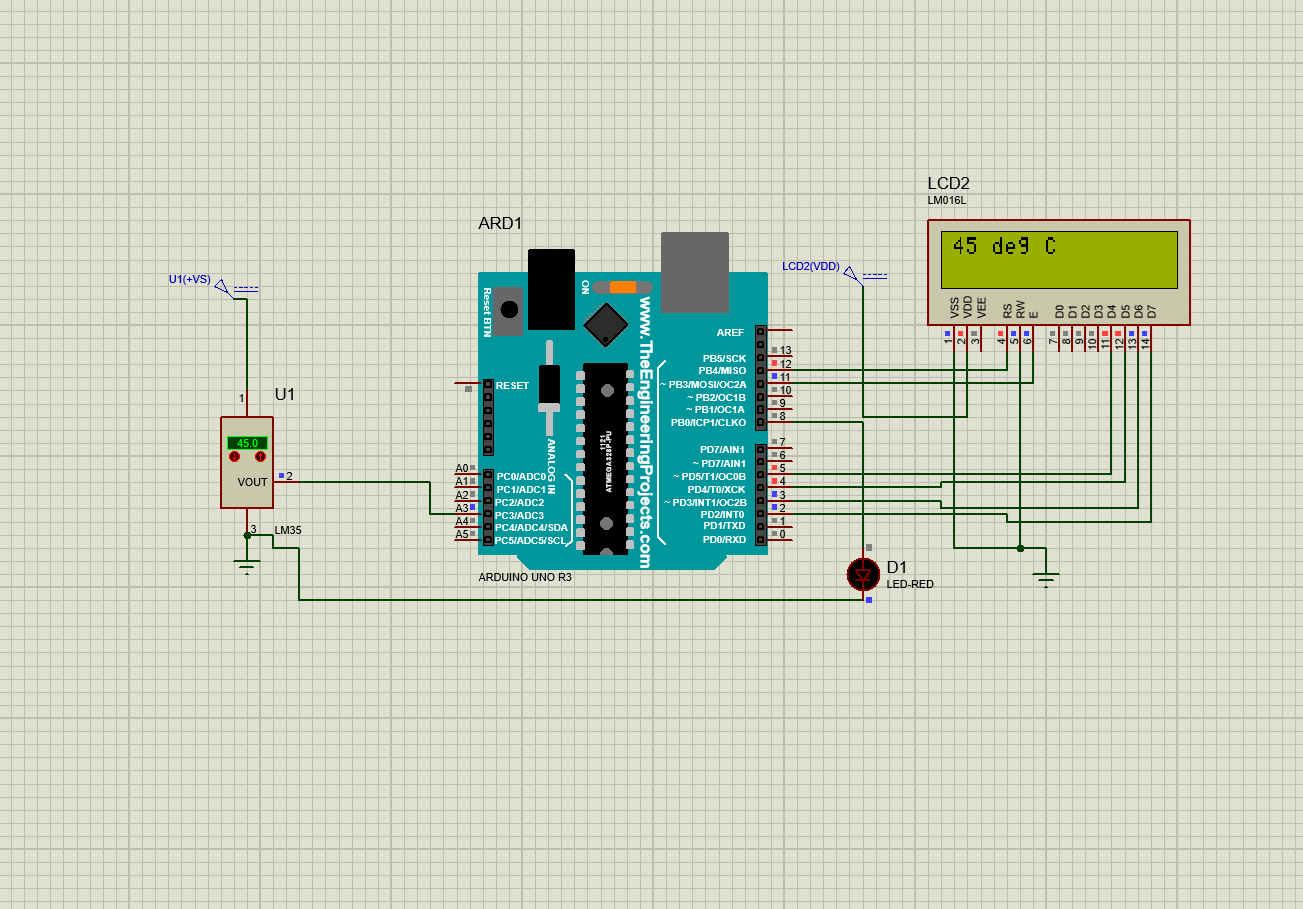 LCD2
LM016L
45 deg C
VSS
VDD
VEE
RS
RW
E
D0
D1
D2
D3
D4
D5
D6
D7
1
2
3
4
5
6
7
8
9
10
11
12
13
14
ARD1
LCD2(VDD)
U1(+VS)
U1
1
45.0
VOUT
2
3
LM35
Reset BTN
ON
www.TheEngineeringProjects.com
1121
ATMEGA328P-PU
ANALOG IN
RESET
A0
PC0/ADC0
A1
PC1/ADC1
A2
PC2/ADC2
A3
PC3/ADC3
A4
PC4/ADC4/SDA
A5
PC5/ADC5/SCL
AREF
PB5/SCK
13
PB4/MISO
12
~ PB3/MOSI/OC2A
11
~ PB2/OC1B
10
~ PB1/OC1A
9
PB0/ICP1/CLKO
8
PD7/AIN1
7
~ PD7/AIN1
6
~ PD5/T1/OC0B
5
PD4/T0/XCK
4
~ PD3/INT1/OC2B
3
PD2/INT0
2
PD1/TXD
1
PD0/RXD
0
ARDUINO UNO R3
D1
LED-RED